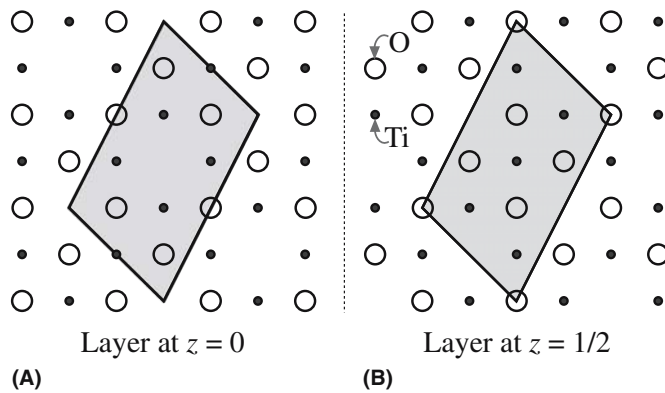 O
Ti
Layer at z = 0
Layer at z = 1/2
(A)
(B)